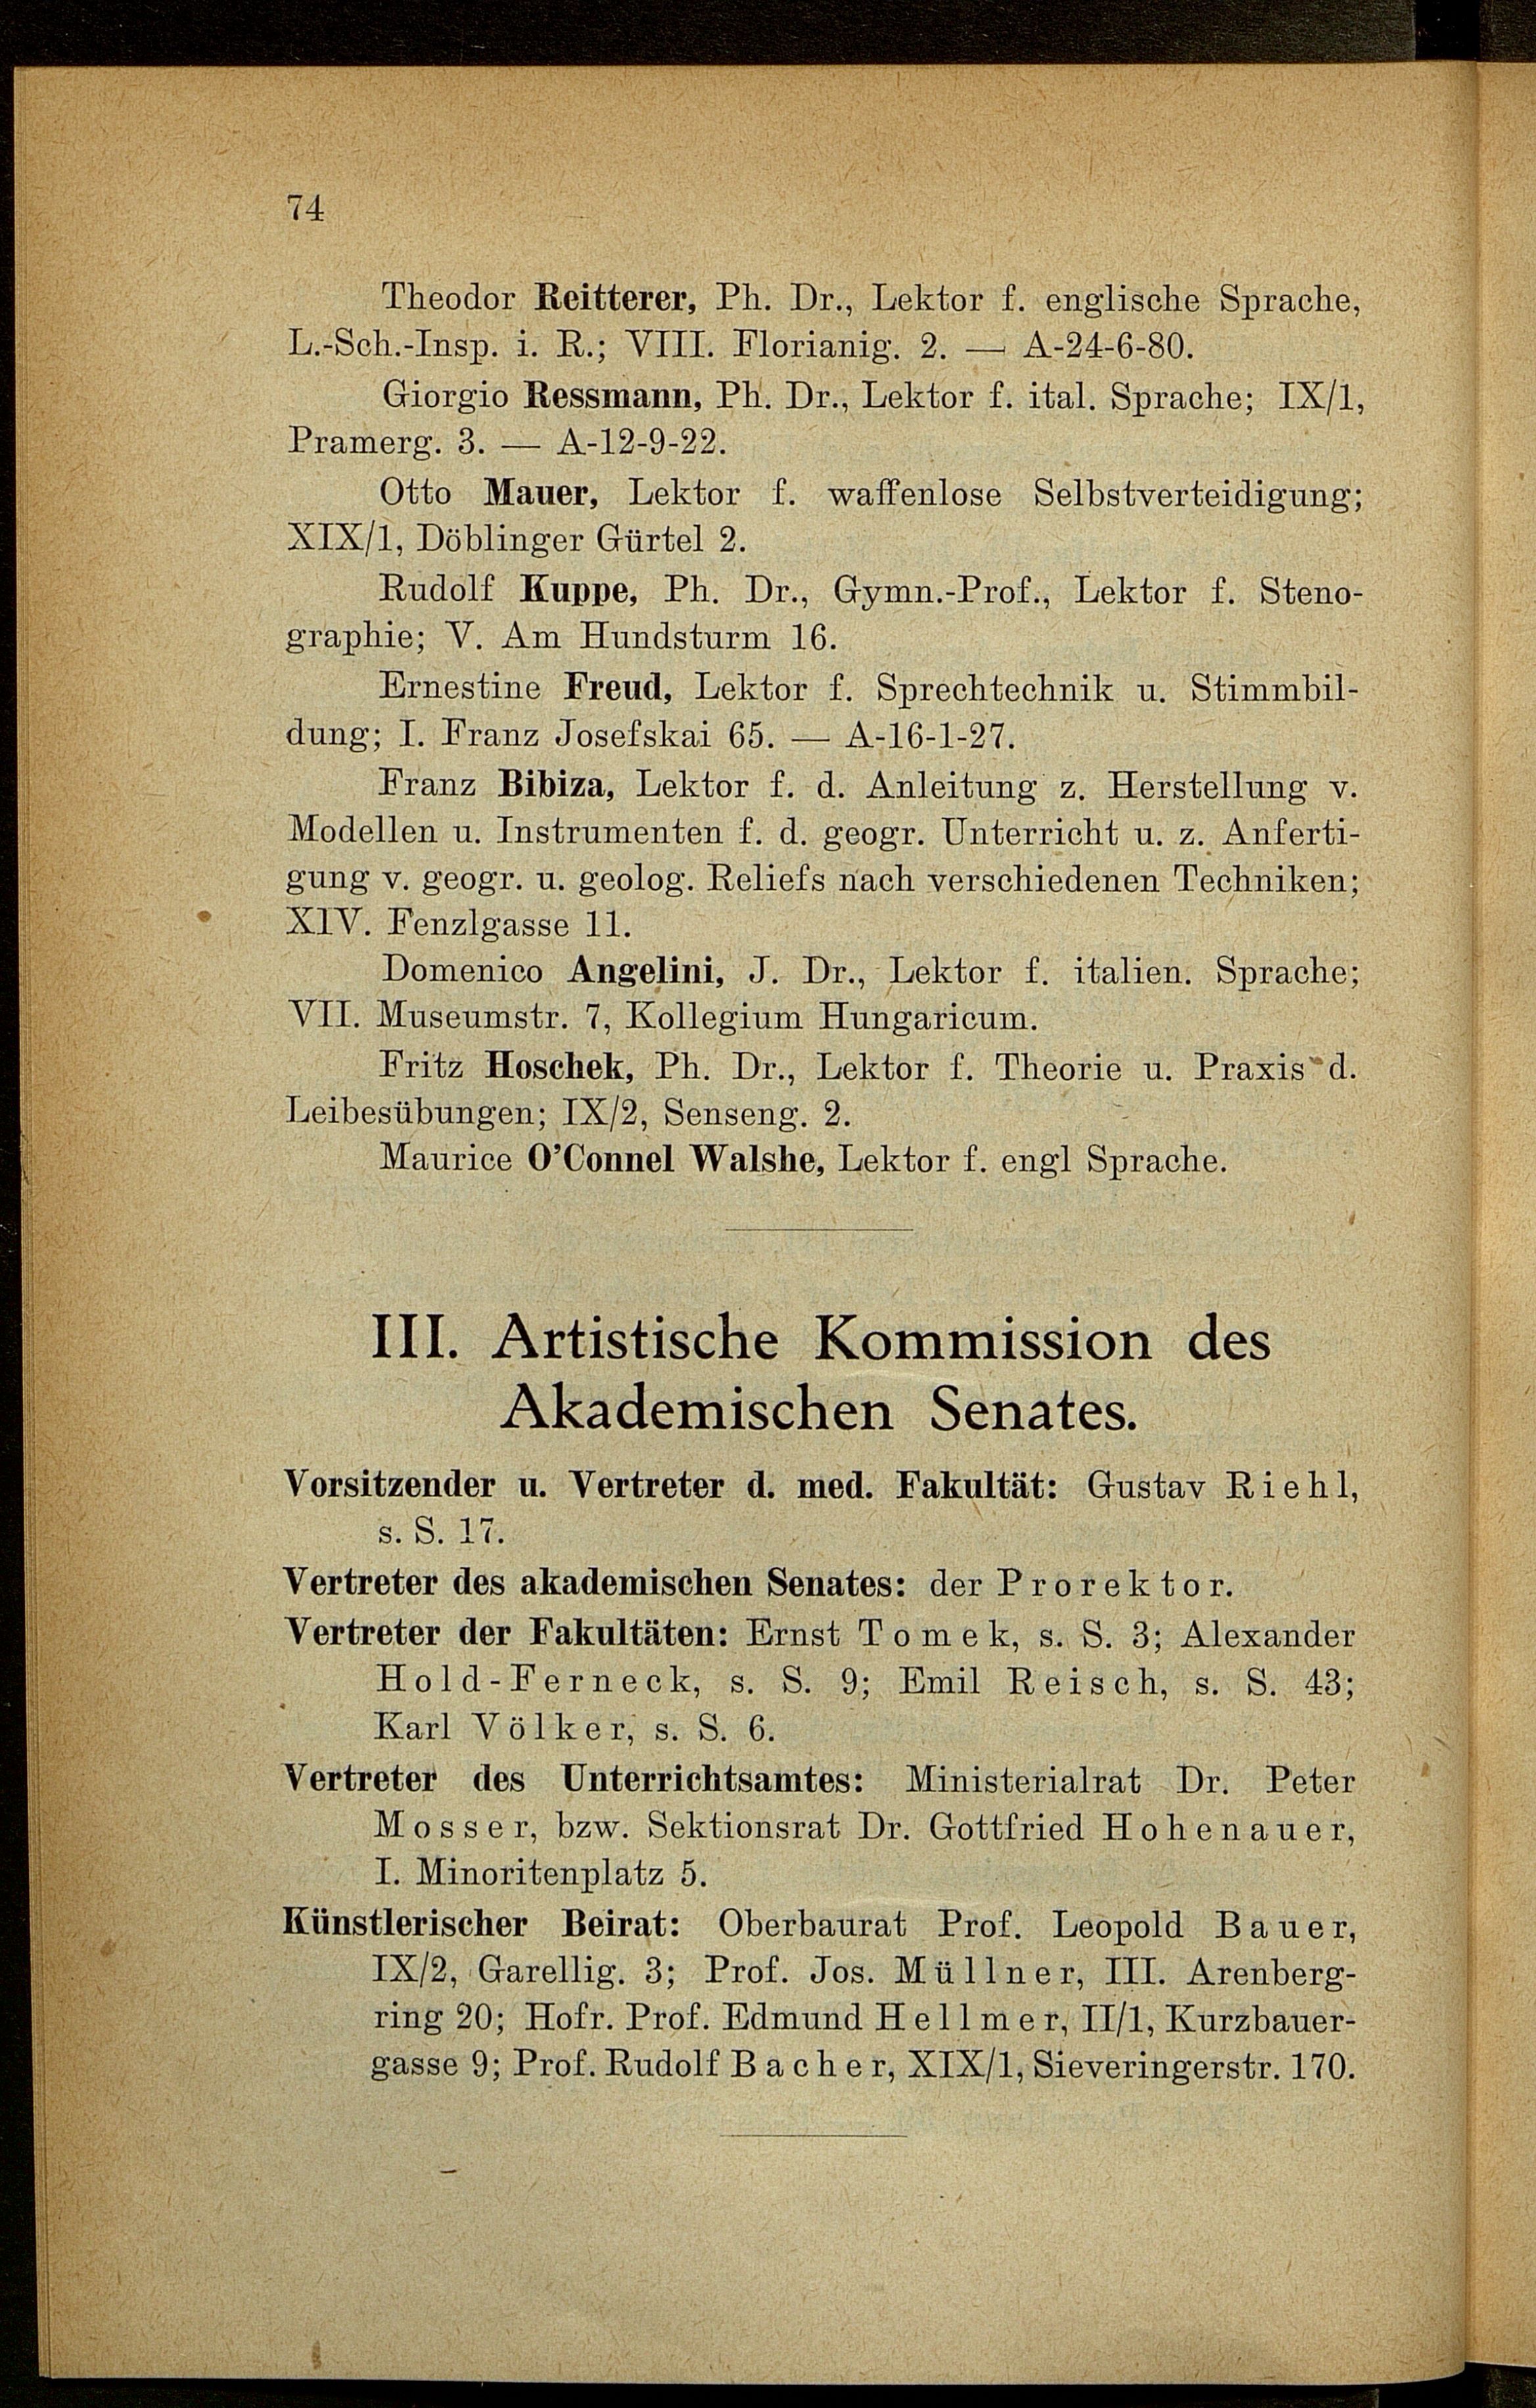 74
Theodor Reitterer, Ph. Dr., Lektor f. englische Sprache,
L.-Sch.-Insp. i. R.; VIII. Florianig. 2. — A-24-6-80.
Giorgio Ressmann, Ph. Dr., Lektor f. ital. Sprache; IX/1,
Pramerg. 3. — A-12-9-22.
Otto Mauer, Lektor f. waffenlose Selbstverteidigung;
XIX/1, Döblinger Gürtel 2.
Rudolf Kuppe, Ph. Dr., Gymn.-Prof., Lektor f. Steno-
graphie; V. Am Hundsturm 16.
Ernestine Freud, Lektor f. Sprechtechnik u. Stimmbil-
dung; I. Franz Josefskai 65. — A-16-1-27.
Franz Bibiza, Lektor f. d. Anleitung z. Herstellung v.
Modellen u. Instrumenten f. d. geogr. Unterricht u. z. Anferti-
gung v. geogr. u. geolog. Reliefs nach verschiedenen Techniken;
XIV. Fenzlgasse 11.
Domenico Angelini, J. Dr., Lektor f. italien. Sprache;
VII. Museumstr. 7, Kollegium Hungaricum.
Fritz Hoschek, Ph. Dr., Lektor f. Theorie u. Praxis d.
Leibesübungen; IX/2, Senseng. 2.
Maurice O'Connel Walshe, Lektor f. engl Sprache.
III. Artistische Kommission des
Akademischen Senates.
Vorsitzender u. Vertreter d. med. Fakultät: Gustav Riehl,
s. S. 17.
Vertreter des akademischen Senates: der Prorektor.
Vertreter der Fakultäten: Ernst Tomek, s. S. 3; Alexander
Hold-Ferneck, s. S. 9; Emil Reisch, s. S. 43;
Karl Völker, s. S. 6.
Vertreter des Unterrichtsamtes: Ministerialrat Dr. Peter
Mosser, bzw. Sektionsrat Dr. Gottfried Hohenauer,
I. Minoritenplatz 5.
Künstlerischer Beirat: Oberbaurat Prof. Leopold Bauer,
IX/2, Garellig. 3; Prof. Jos. Müllner, III. Arenberg-
ring 20; Hofr. Prof. Edmund Hellmer, II/1, Kurzbauer-
gasse 9; Prof. Rudolf Bacher, XIX/1, Sieveringerstr. 170.